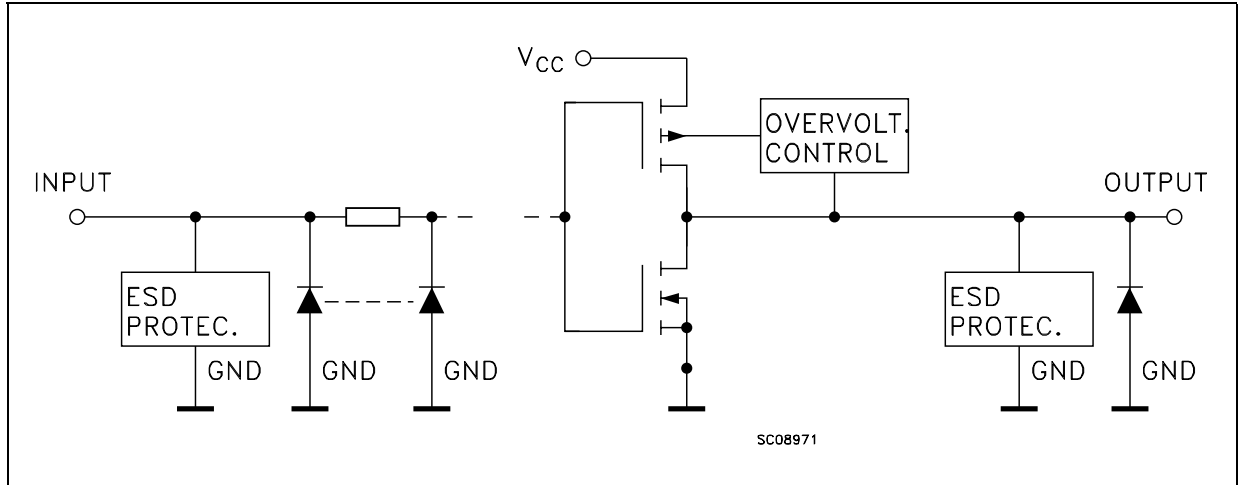 VCC
OVERVOLT.
CONTROL
INPUT
OUTPUT
ESD
PROTEC.
ESD
PROTEC.
GND
GND
GND
GND
GND
SC08971